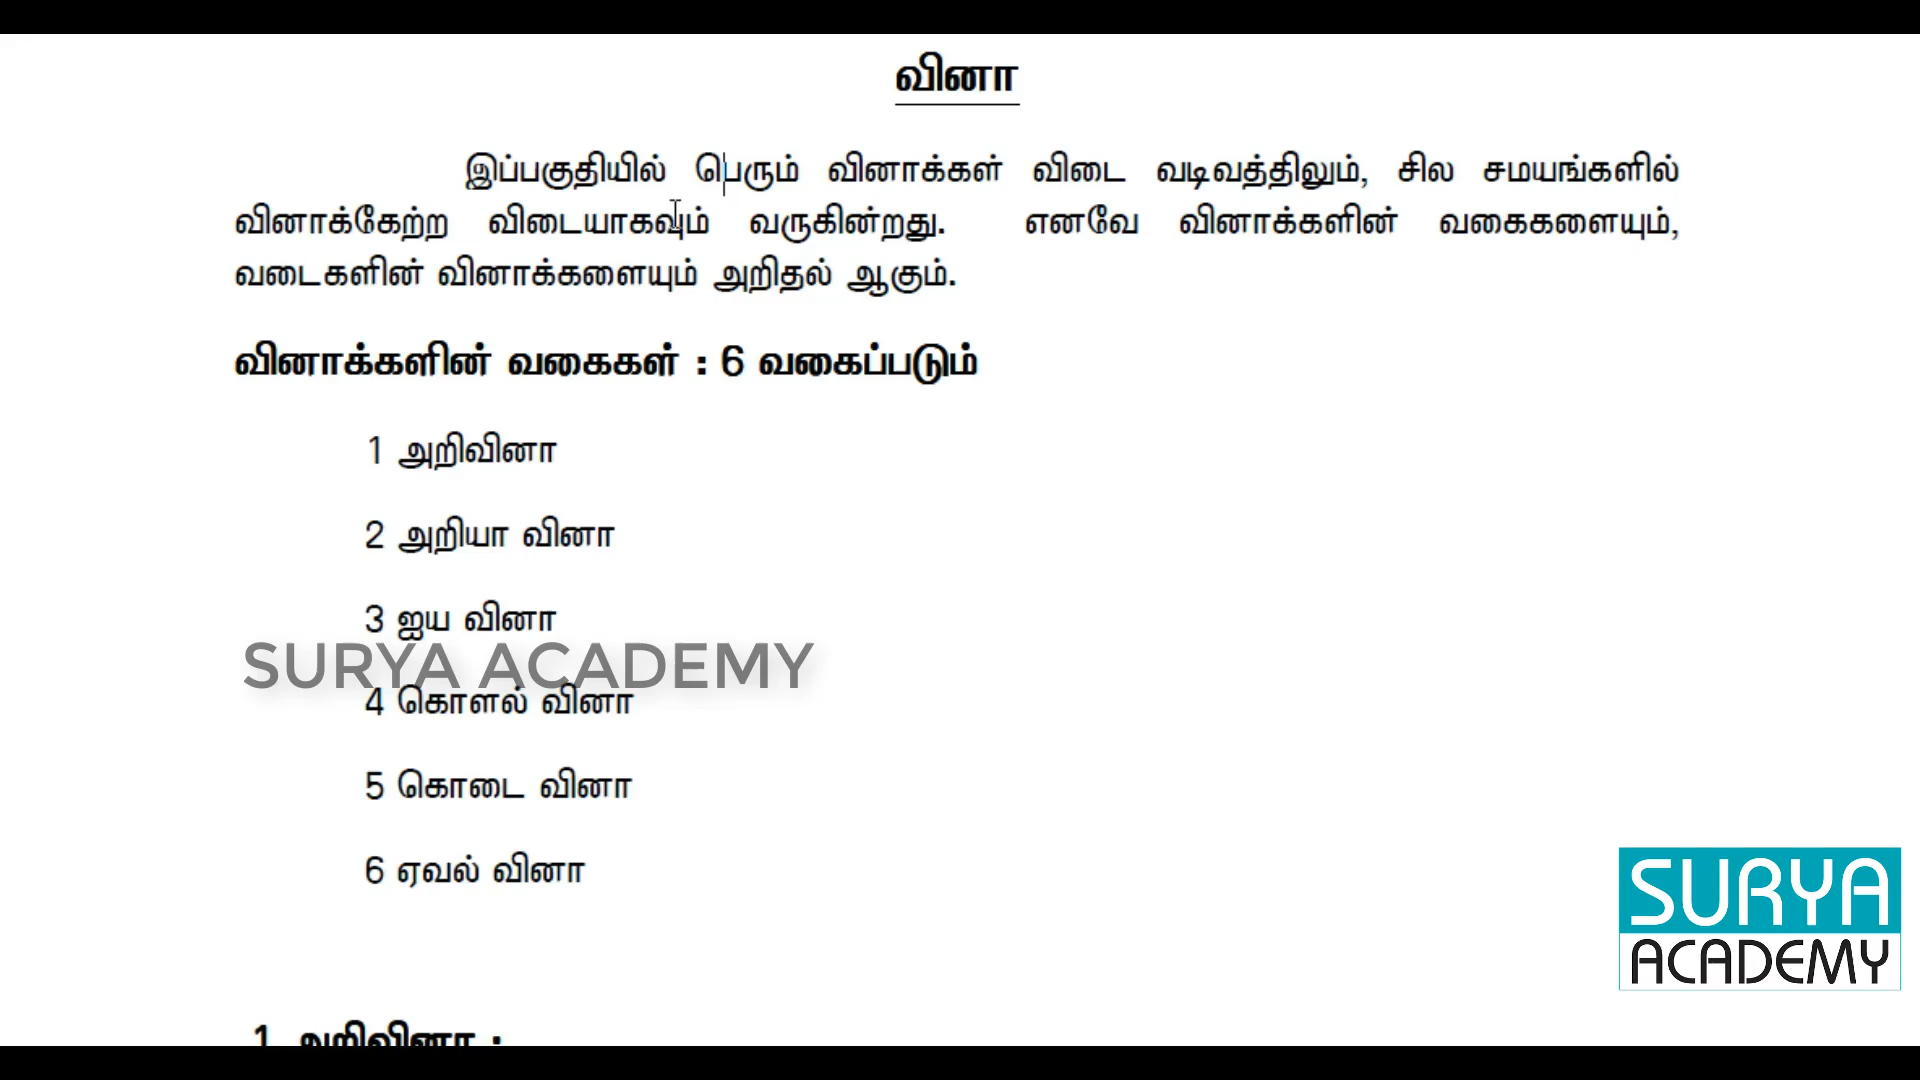 வினா
இப்பகுதியில் பெரும் வினாக்கள் விடை வடிவத்திலும், சில சமயங்களில்
வினாக்கேற்ற விடையாகவும் வருகின்றது. எனவே வினாக்களின் வகைகளையும்,
வடைகளின் வினாக்களையும் அறிதல் ஆகும்.
வினாக்களின் வகைகள் : 6 வகைப்படும்
1 அறிவினா
2 அறியா வினா
3 ஐய வினா
SURYA ACADEMY
4 கொளல் வினா
5 கொடை வினா
6 ஏவல் வினா
SURYA
ACADEMY
1 அறிவினா :